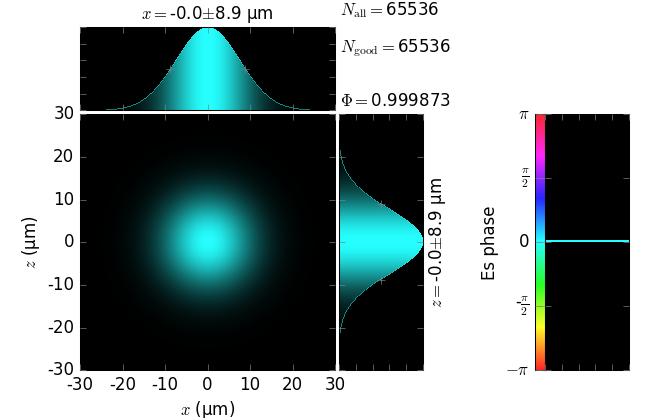 x = -0.0±8.9 µm
N_all = 65536
N_good = 65536
Φ = 0.999873
30
20
10
0
-10
-20
-30
z (µm)
-30 -20 -10 0 10 20 30
x (µm)
z = -0.0±8.9 µm
Es phase
π
π/2
0
-π/2
−π